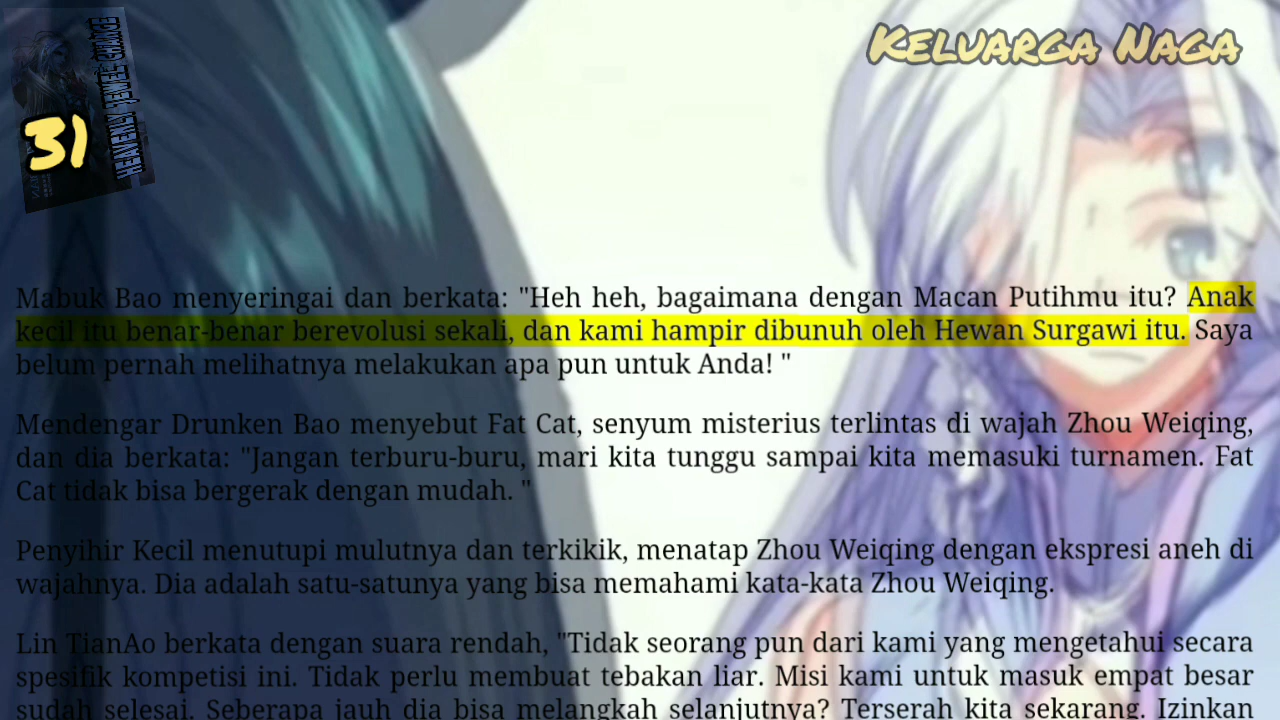 Keluarga Naga
HEAVENLY JEWEL CHANGE
31
Mabuk Bao menyeringai dan berkata: "Heh heh, bagaimana dengan Macan Putihmu itu? Anak
kecil itu benar-benar berevolusi sekali, dan kami hampir dibunuh oleh Hewan Surgawi itu. Saya
belum pernah melihatnya melakukan apa pun untuk Anda! "
Mendengar Drunken Bao menyebut Fat Cat, senyum misterius terlintas di wajah Zhou Weiqing,
dan dia berkata: "Jangan terburu-buru, mari kita tunggu sampai kita memasuki turnamen. Fat
Cat tidak bisa bergerak dengan mudah. "
Penyihir Kecil menutupi mulutnya dan terkikik, menatap Zhou Weiqing dengan ekspresi aneh di
wajahnya. Dia adalah satu-satunya yang bisa memahami kata-kata Zhou Weiqing.
Lin TianAo berkata dengan suara rendah, "Tidak seorang pun dari kami yang mengetahui secara
spesifik kompetisi ini. Tidak perlu membuat tebakan liar. Misi kami untuk masuk empat besar
sudah selesai. Seberapa jauh dia bisa melangkah selanjutnya? Terserah kita sekarang. Izinkan